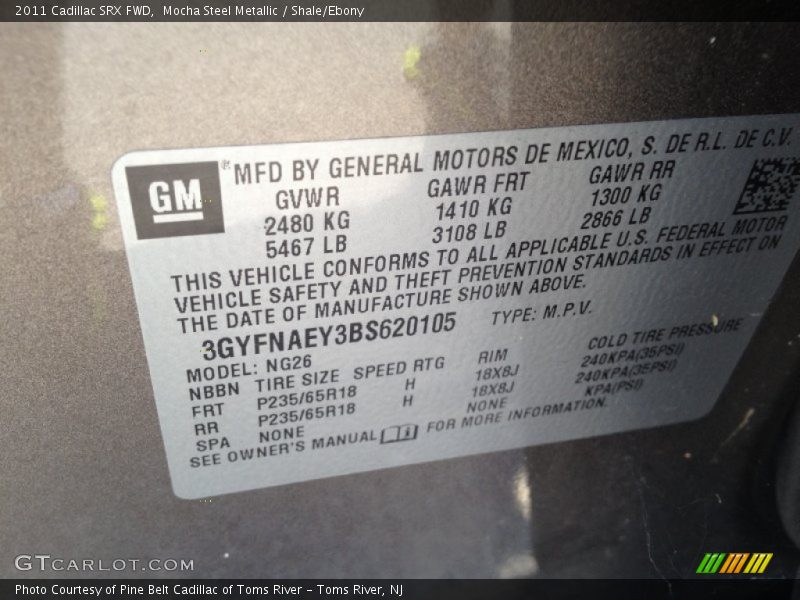 2011 Cadillac SRX FWD,  Mocha Steel Metallic / Shale/Ebony
GM ® MFD BY GENERAL MOTORS DE MEXICO, S. DE R.L. DE C.V.
GVWR GAWR FRT GAWR RR
2480 KG 1410 KG 1300 KG
5467 LB 3108 LB 2866 LB
THIS VEHICLE CONFORMS TO ALL APPLICABLE U.S. FEDERAL MOTOR
VEHICLE SAFETY AND THEFT PREVENTION STANDARDS IN EFFECT ON
THE DATE OF MANUFACTURE SHOWN ABOVE.
3GYFNAEY3BS620105 TYPE: M.P.V.
MODEL: NG26
NBBN TIRE SIZE SPEED RTG RIM COLD TIRE PRESSURE
FRT P235/65R18 H 18X8J 240KPA(35PSI)
RR P235/65R18 H 18X8J 240KPA(35PSI)
SPA NONE NONE KPA(PSI)
SEE OWNER'S MANUAL FOR MORE INFORMATION.
GTCARLOT.COM
Photo Courtesy of Pine Belt Cadillac of Toms River – Toms River, NJ